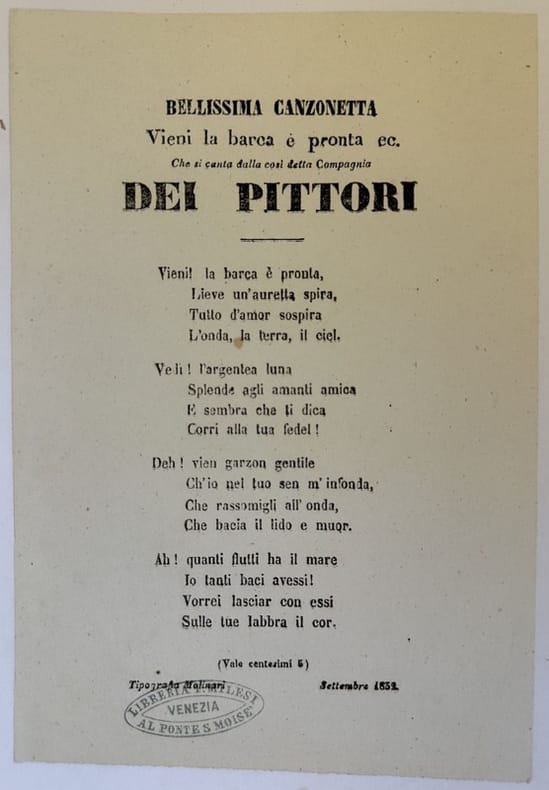 BELLISSIMA CANZONETTA
Vieni la barca è pronta ec.
Che si canta dalla così detta Compagnia
DEI PITTORI
Vieni! la barca è pronta,
Lieve un'auretta spira,
Tutto d'amor sospira
L'onda, la terra, il ciel.
Vedi! l'argentea luna
Splende agli amanti amica
E sembra che ti dica
Corri alla tua fedel!
Deh! vien garzon gentile
Ch'io nel tuo sen m'infonda,
Che rassomigli all'onda,
Che bacia il lido e muor.
Ah! quanti flutti ha il mare
Io tanti baci avessi!
Vorrei lasciar con essi
Sulle tue labbra il cor.
(Vale centesimi 5)
Tipografia Molinari Settembre 1852.
LIBRERIA P. MILESI
VENEZIA
AL PONTE S. MOISE'